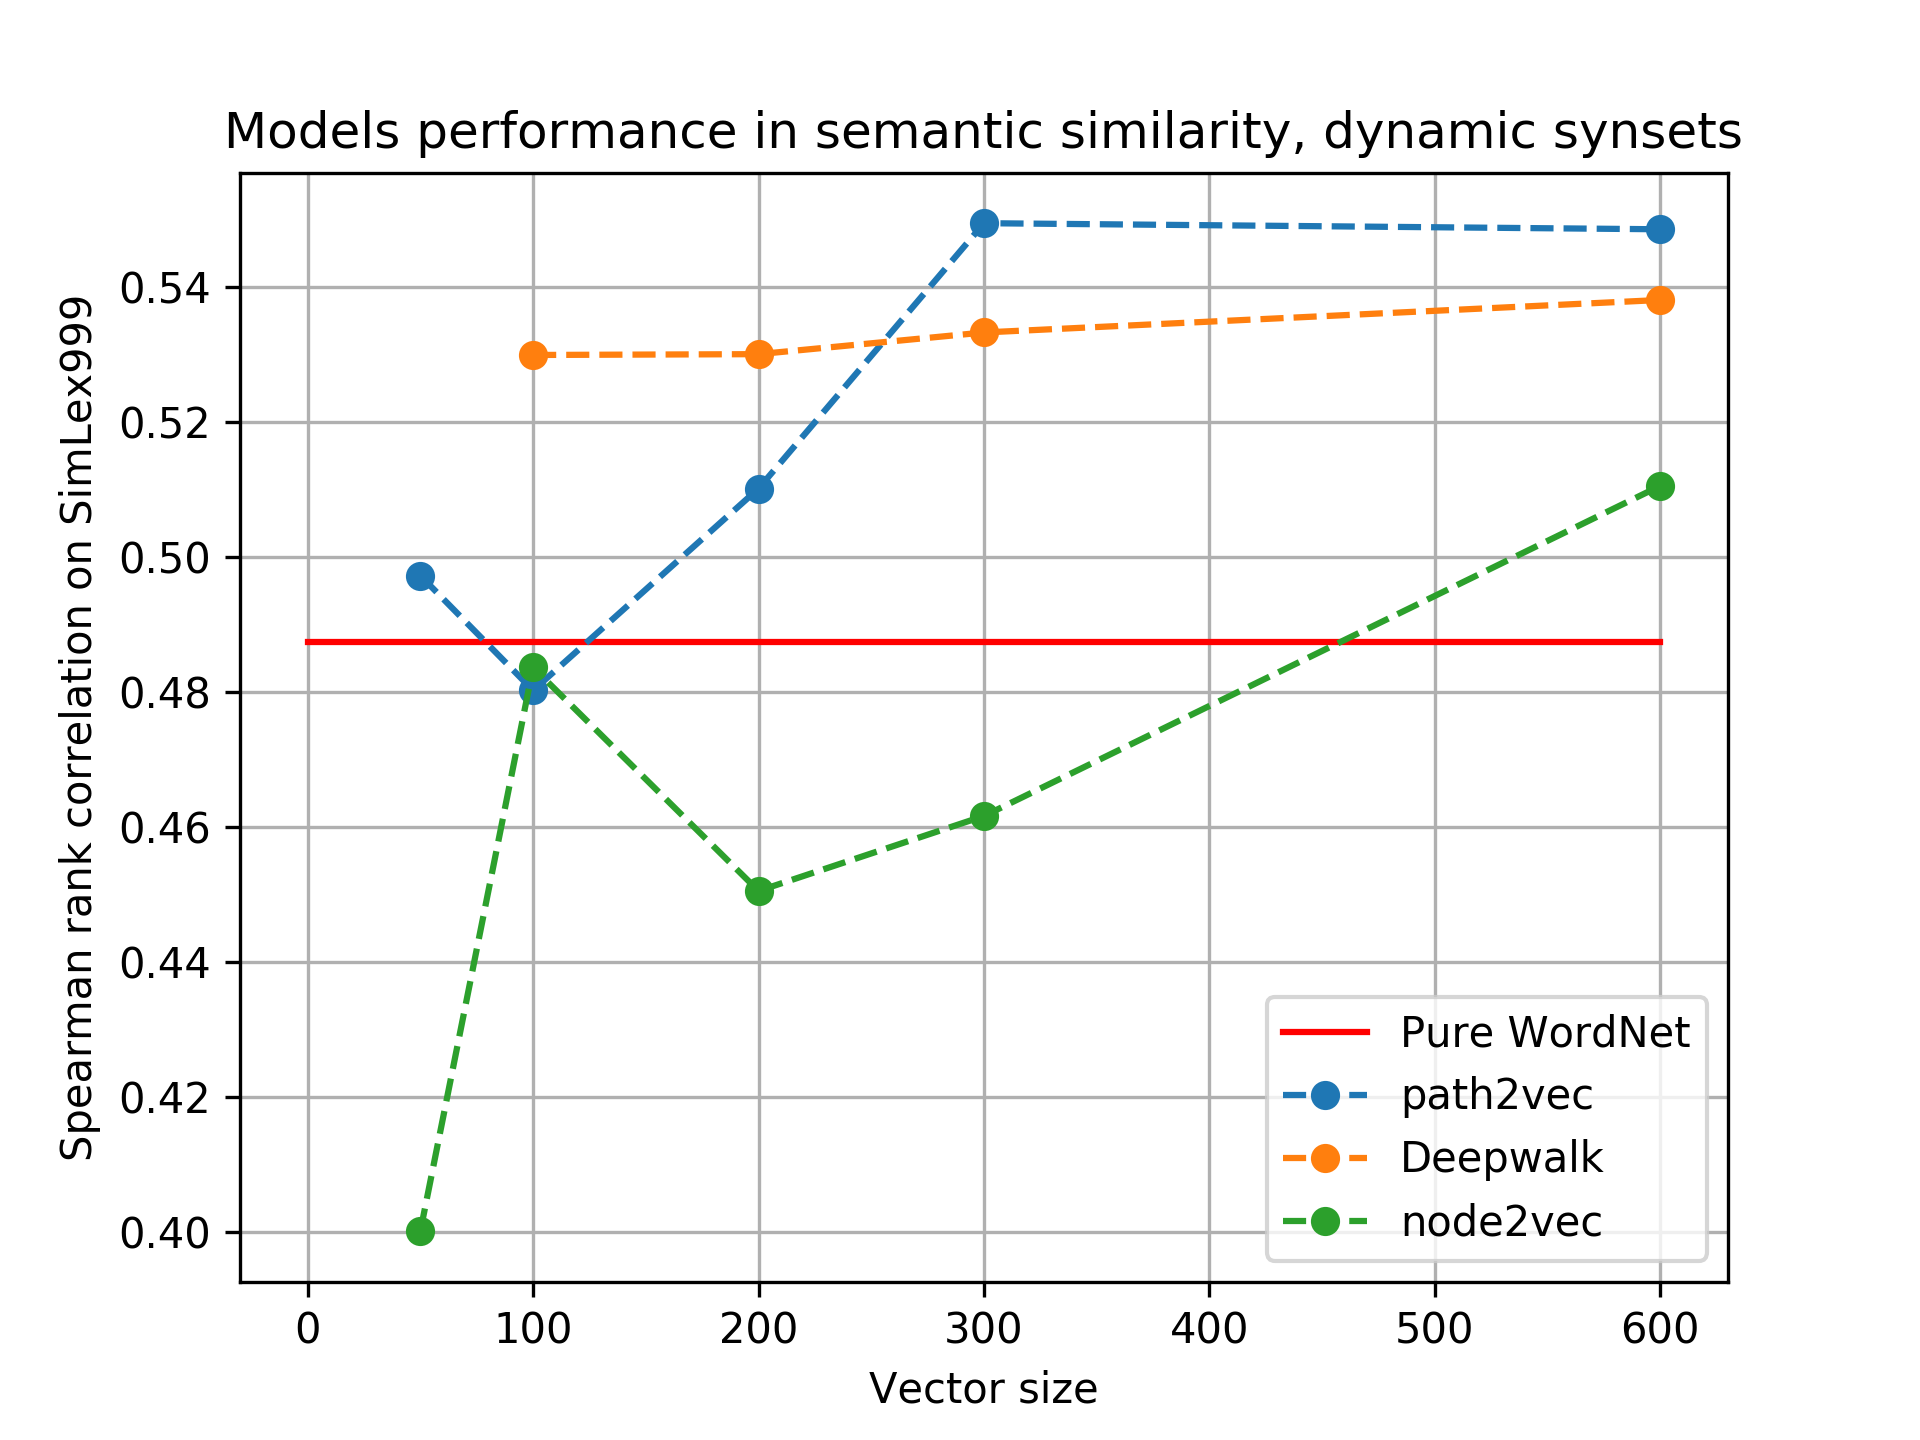 Models performance in semantic similarity, dynamic synsets
Spearman rank correlation on SimLex999
0.54
0.52
0.50
0.48
0.46
0.44
0.42
0.40
Pure WordNet
path2vec
Deepwalk
node2vec
0 100 200 300 400 500 600
Vector size